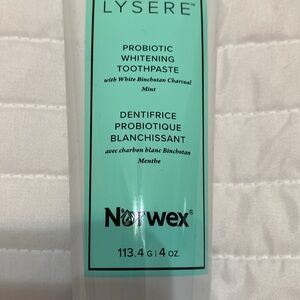 LYSERE™
PROBIOTIC
WHITENING
TOOTHPASTE
with White Binchotan Charcoal
Mint
DENTIFRICE
PROBIOTIQUE
BLANCHISSANT
avec charbon blanc Binchotan
Menthe
Norwex®
113.4 G | 4 OZ.